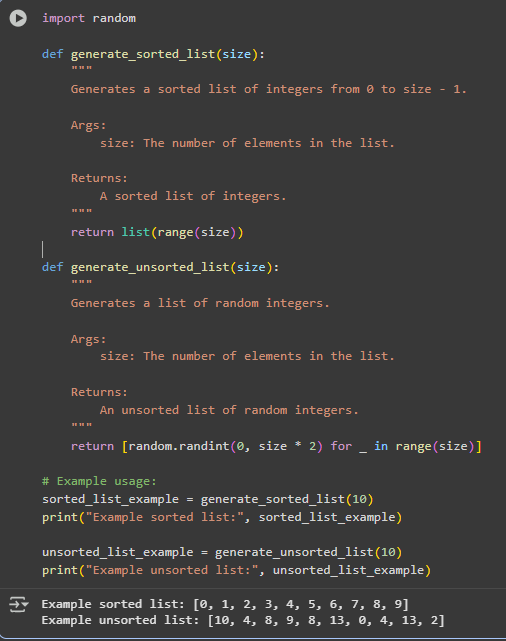 import random

def generate_sorted_list(size):
    """
    Generates a sorted list of integers from 0 to size - 1.

    Args:
        size: The number of elements in the list.

    Returns:
        A sorted list of integers.
    """
    return list(range(size))

def generate_unsorted_list(size):
    """
    Generates a list of random integers.

    Args:
        size: The number of elements in the list.

    Returns:
        An unsorted list of random integers.
    """
    return [random.randint(0, size * 2) for _ in range(size)]

# Example usage:
sorted_list_example = generate_sorted_list(10)
print("Example sorted list:", sorted_list_example)

unsorted_list_example = generate_unsorted_list(10)
print("Example unsorted list:", unsorted_list_example)

Example sorted list: [0, 1, 2, 3, 4, 5, 6, 7, 8, 9]
Example unsorted list: [10, 4, 8, 9, 8, 13, 0, 4, 13, 2]